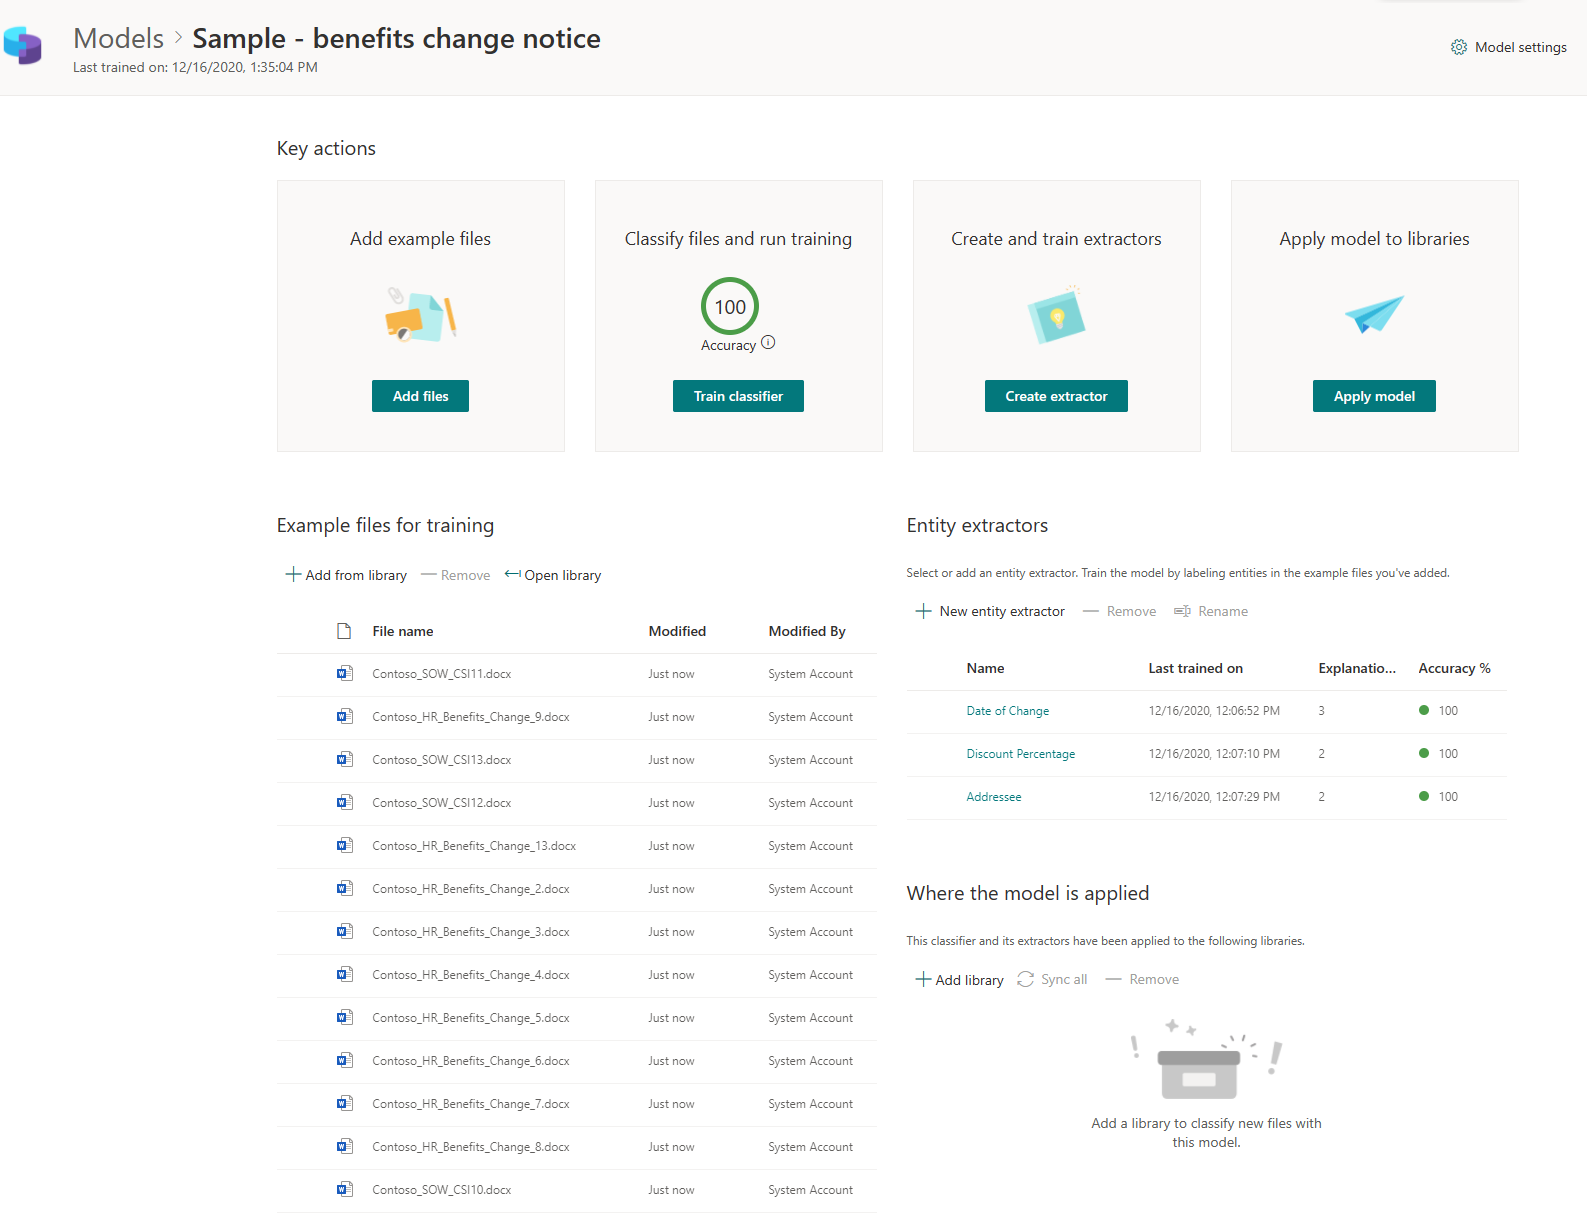 Models > Sample - benefits change notice
Last trained on: 12/16/2020, 1:35:04 PM
Model settings
Key actions
Add example files
Add files
Classify files and run training
100
Accuracy
Train classifier
Create and train extractors
Create extractor
Apply model to libraries
Apply model
Example files for training
Add from library Remove Open library
File name Modified Modified By
Contoso_SOW_CSI11.docx Just now System Account
Contoso_HR_Benefits_Change_9.docx Just now System Account
Contoso_SOW_CSI13.docx Just now System Account
Contoso_SOW_CSI12.docx Just now System Account
Contoso_HR_Benefits_Change_13.docx Just now System Account
Contoso_HR_Benefits_Change_2.docx Just now System Account
Contoso_HR_Benefits_Change_3.docx Just now System Account
Contoso_HR_Benefits_Change_4.docx Just now System Account
Contoso_HR_Benefits_Change_5.docx Just now System Account
Contoso_HR_Benefits_Change_6.docx Just now System Account
Contoso_HR_Benefits_Change_7.docx Just now System Account
Contoso_HR_Benefits_Change_8.docx Just now System Account
Contoso_SOW_CSI10.docx Just now System Account
Entity extractors
Select or add an entity extractor. Train the model by labeling entities in the example files you've added.
New entity extractor Remove Rename
Name Last trained on Explanatio... Accuracy %
Date of Change 12/16/2020, 12:06:52 PM 3 100
Discount Percentage 12/16/2020, 12:07:10 PM 2 100
Addressee 12/16/2020, 12:07:29 PM 2 100
Where the model is applied
This classifier and its extractors have been applied to the following libraries.
Add library Sync all Remove
Add a library to classify new files with
this model.